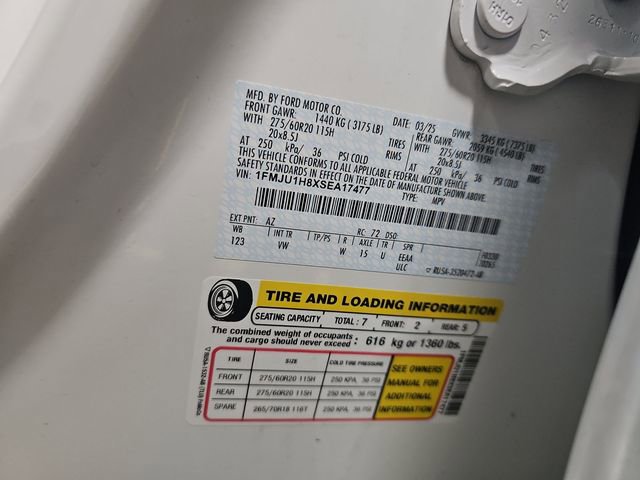 MFD. BY FORD MOTOR CO.
DATE: 03/25 GVWR: 3345 KG (7375 LB)
FRONT GAWR: 1440 KG (3175 LB) REAR GAWR: 2059 KG (4540 LB)
WITH 275/60R20 115H TIRES WITH 275/60R20 115H TIRES
20x8.5J RIMS 20x8.5J RIMS
AT 250 kPa/ 36 PSI COLD AT 250 kPa/ 36 PSI COLD
THIS VEHICLE CONFORMS TO ALL APPLICABLE FEDERAL MOTOR VEHICLE
SAFETY STANDARDS IN EFFECT ON THE DATE OF MANUFACTURE SHOWN ABOVE.
VIN: 1FMJU1H8XSEA17477
TYPE: MPV
EXT PNT: AZ RC: 72 DSO:
WB INT TR TP/PS R AXLE TR SPR
123 VW W 15 U EEAA
ULC
TIRE AND LOADING INFORMATION
SEATING CAPACITY TOTAL: 7 FRONT: 2 REAR: 5
The combined weight of occupants
and cargo should never exceed: 616 kg or 1360 lbs.
TIRE SIZE COLD TIRE PRESSURE
FRONT 275/60R20 115H 250 KPA, 36 PSI
REAR 275/60R20 115H 250 KPA, 36 PSI
SPARE 265/70R18 116T 250 KPA, 36 PSI
SEE OWNERS
MANUAL FOR
ADDITIONAL
INFORMATION